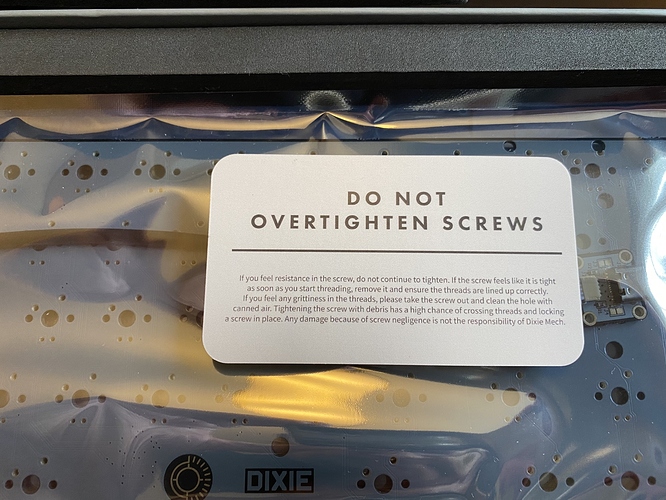 DO NOT
OVERTIGHTEN SCREWS
If you feel resistance in the screw, do not continue to tighten. If the screw feels like it is tight
as soon as you start threading, remove it and ensure the threads are lined up correctly.
If you feel any grittiness in the threads, please take the screw out and clean the hole with
canned air. Tightening the screw with debris has a high chance of crossing threads and locking
a screw in place. Any damage because of screw negligence is not the responsibility of Dixie Mech.
DIXIE